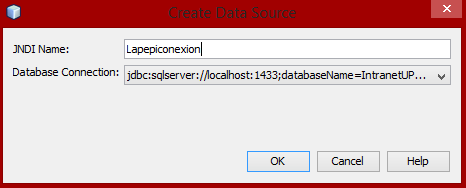 Create Data Source
JNDI Name: Lapepiconexion
Database Connection: jdbc:sqlserver://localhost:1433;databaseName=IntranetUP...
OK Cancel Help